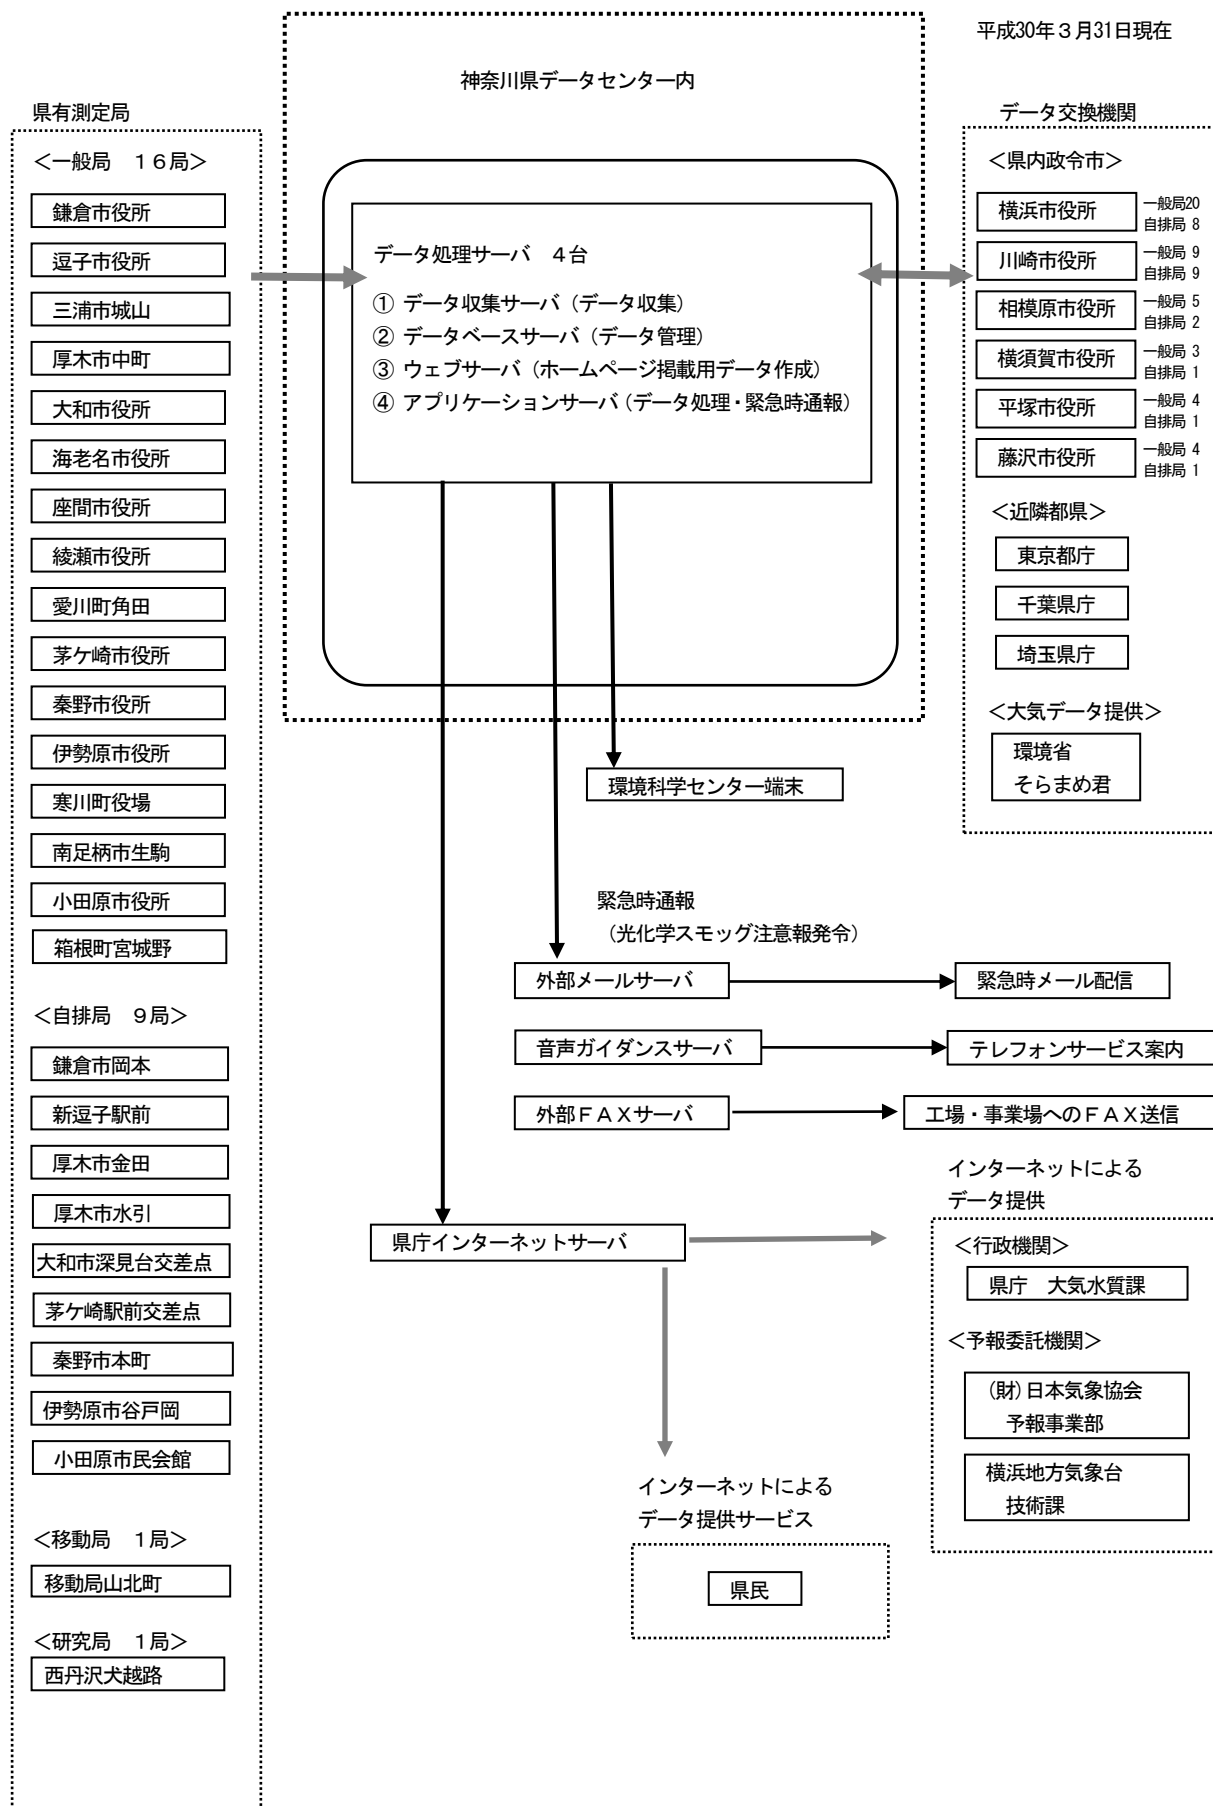 平成30年３月31日現在
神奈川県データセンター内
県有測定局
＜一般局　１６局＞
鎌倉市役所
逗子市役所
三浦市城山
厚木市中町
大和市役所
海老名市役所
座間市役所
綾瀬市役所
愛川町角田
茅ケ崎市役所
秦野市役所
伊勢原市役所
寒川町役場
南足柄市生駒
小田原市役所
箱根町宮城野
＜自排局　９局＞
鎌倉市岡本
新逗子駅前
厚木市金田
厚木市水引
大和市深見台交差点
茅ケ崎駅前交差点
秦野市本町
伊勢原市谷戸岡
小田原市民会館
＜移動局　１局＞
移動局山北町
＜研究局　１局＞
西丹沢犬越路
データ処理サーバ　４台
① データ収集サーバ（データ収集）
② データベースサーバ（データ管理）
③ ウェブサーバ（ホームページ掲載用データ作成）
④ アプリケーションサーバ（データ処理・緊急時通報）
データ交換機関
＜県内政令市＞
横浜市役所
一般局20
自排局 8
川崎市役所
一般局 9
自排局 9
相模原市役所
一般局 5
自排局 2
横須賀市役所
一般局 3
自排局 1
平塚市役所
一般局 4
自排局 1
藤沢市役所
一般局 4
自排局 1
＜近隣都県＞
東京都庁
千葉県庁
埼玉県庁
＜大気データ提供＞
環境省
そらまめ君
環境科学センター端末
緊急時通報
（光化学スモッグ注意報発令）
外部メールサーバ
緊急時メール配信
音声ガイダンスサーバ
テレフォンサービス案内
外部ＦＡＸサーバ
工場・事業場へのＦＡＸ送信
県庁インターネットサーバ
インターネットによる
データ提供
＜行政機関＞
県庁　大気水質課
＜予報委託機関＞
（財）日本気象協会
予報事業部
横浜地方気象台
技術課
インターネットによる
データ提供サービス
県民